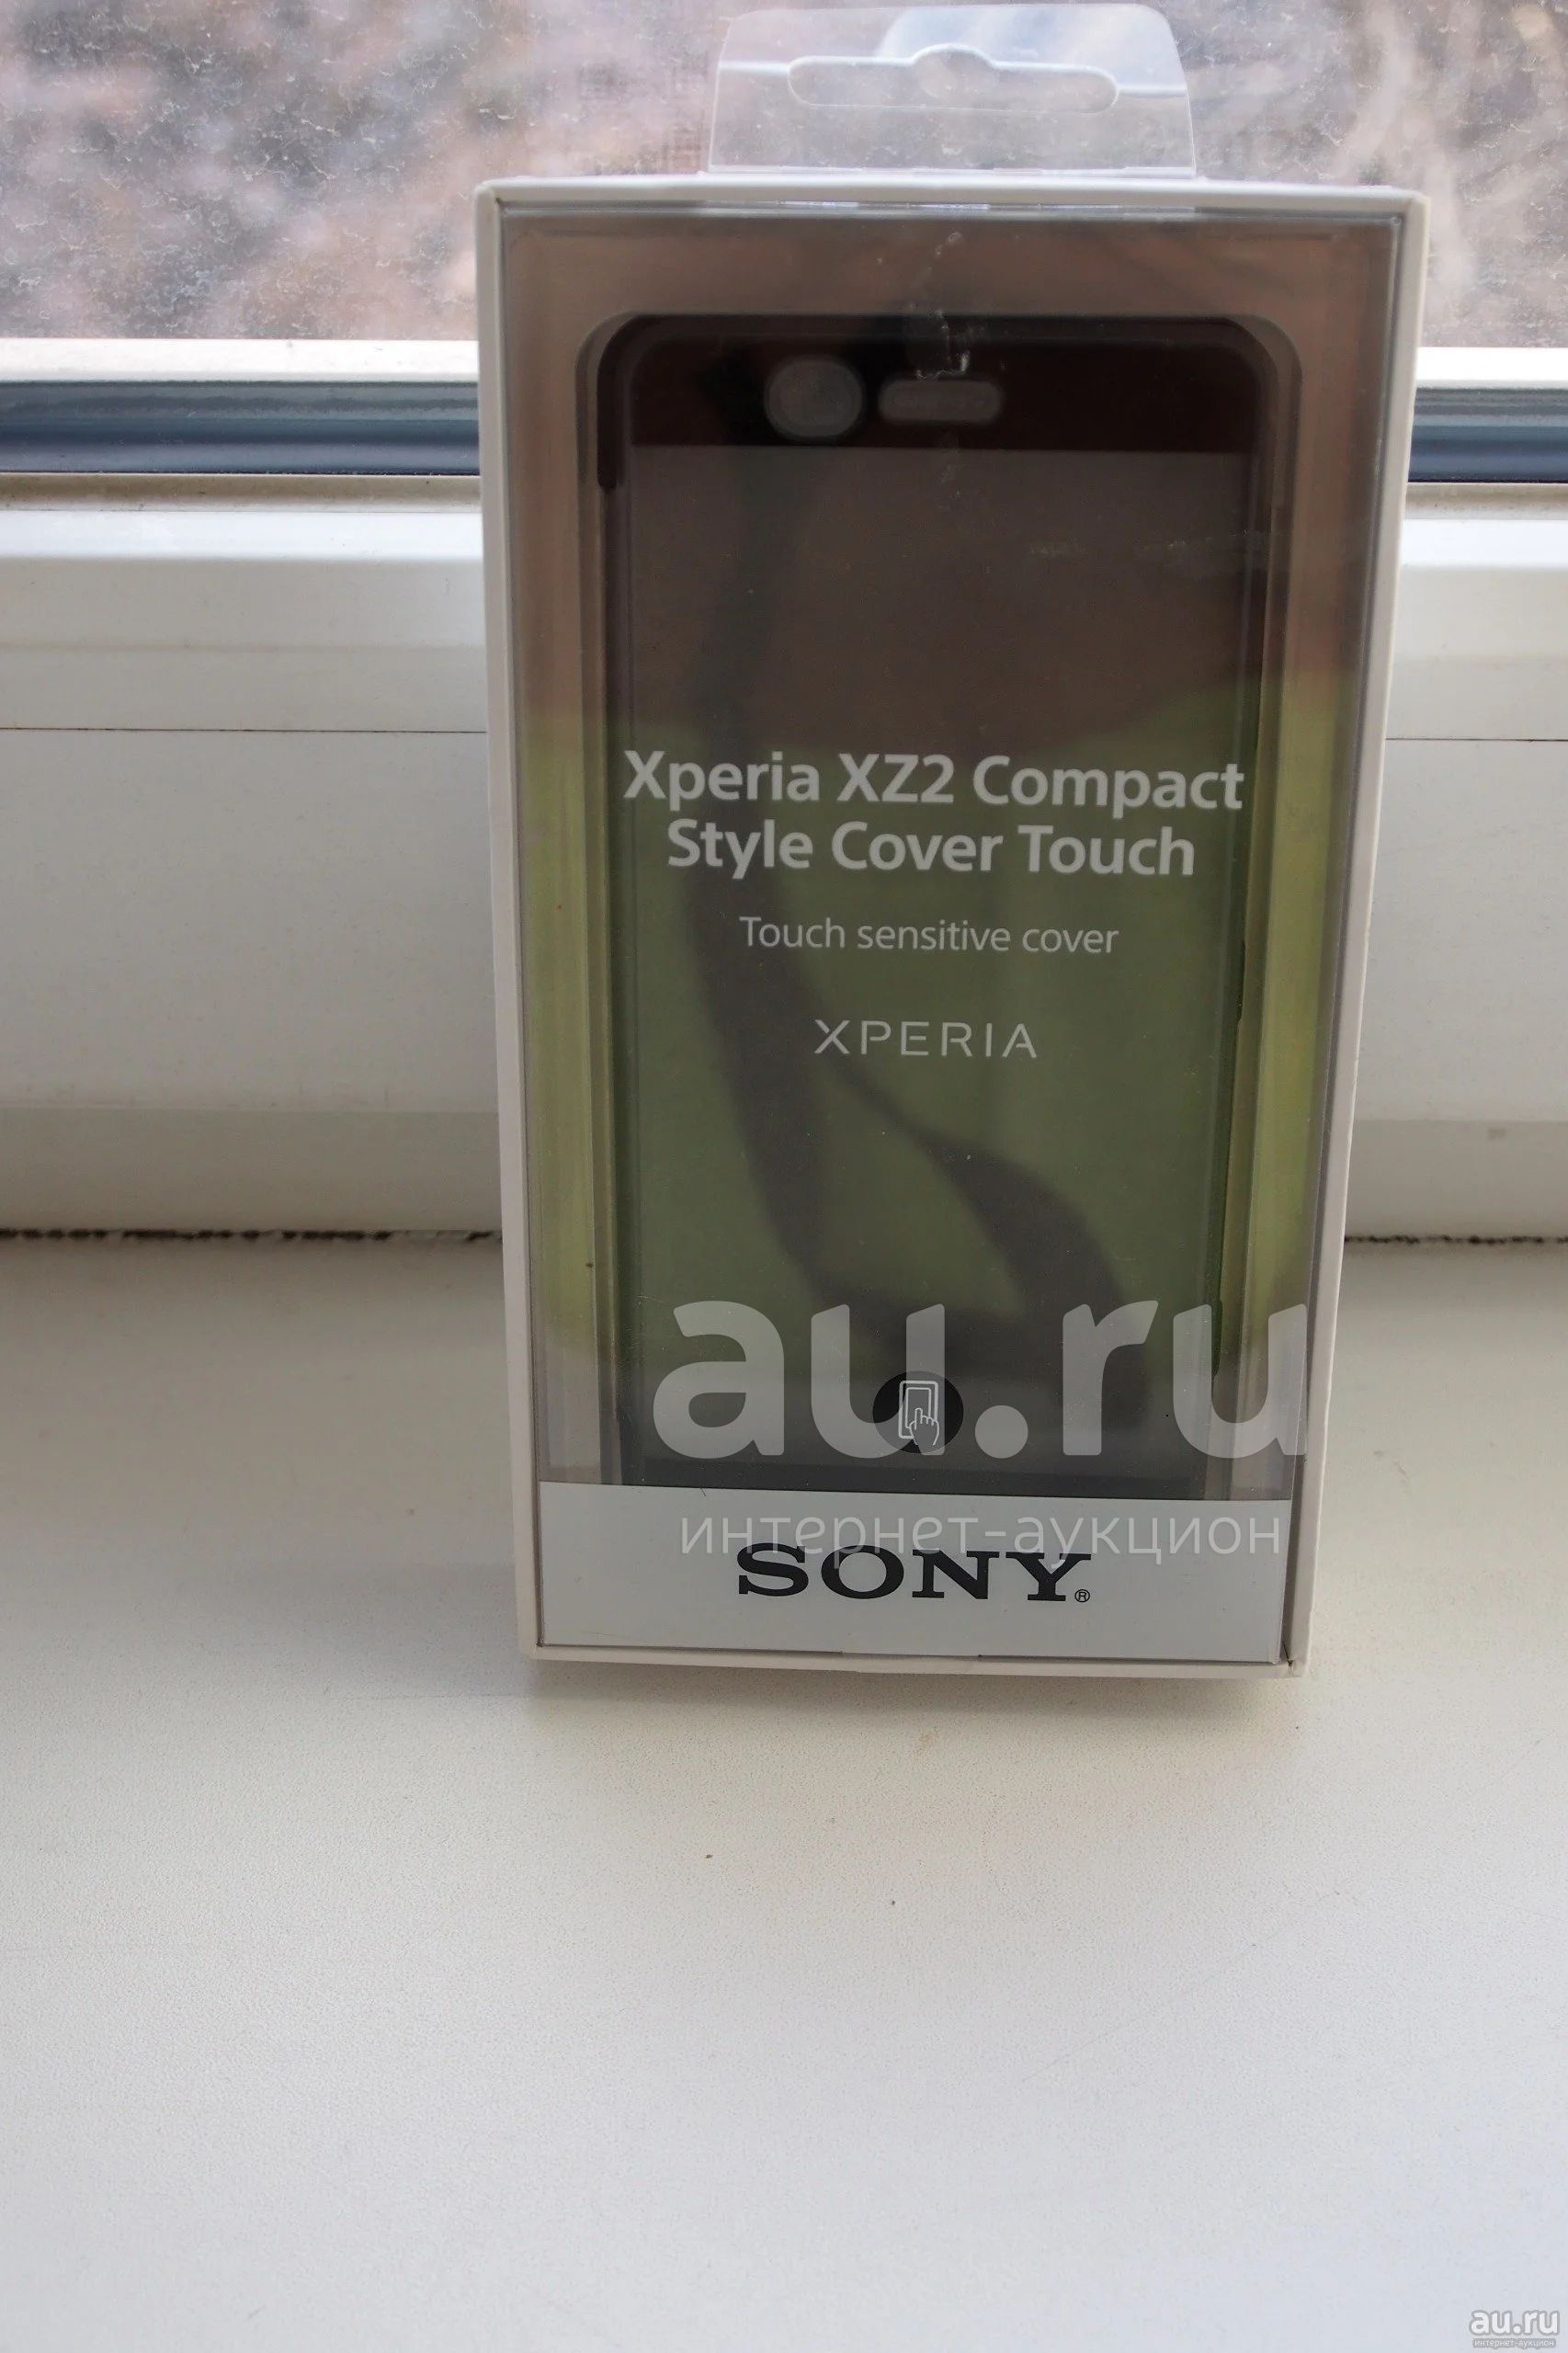 Xperia XZ2 Compact
Style Cover Touch
Touch sensitive cover
XPERIA
au.ru
интернет-аукцион
SONY®
au.ru
интернет-аукцион